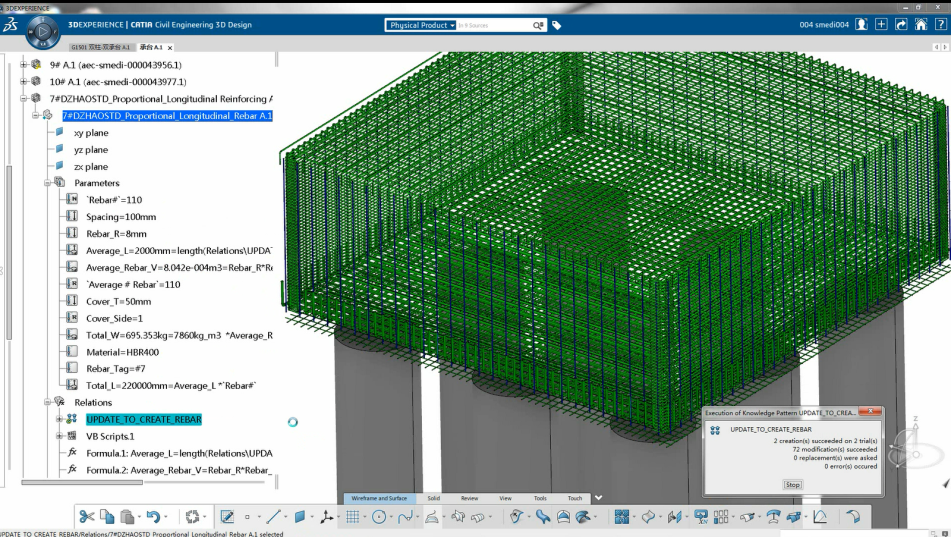 3DEXPERIENCE
3DEXPERIENCE | CATIA Civil Engineering 3D Design
Physical Product
In 9 Sources
004 smedi004
G1501 双柱-双承台 A.1
承台 A.1
9# A.1 (aec-smedi-000043956.1)
10# A.1 (aec-smedi-000043977.1)
7#DZHAOSTD_Proportional_Longitudinal Reinforcing A
7#DZHAOSTD_Proportional_Longitudinal_Rebar A.1
xy plane
yz plane
zx plane
Parameters
`Rebar#`=110
Spacing=100mm
Rebar_R=8mm
Average_L=2000mm=length(Relations\UPDA
Average_Rebar_V=8.042e-004m3=Rebar_R*Re
`Average # Rebar`=110
Cover_T=50mm
Cover_Side=1
Total_W=695.353kg=7860kg_m3 *Average_R
Material=HBR400
Rebar_Tag=#7
Total_L=220000mm=Average_L *`Rebar#`
Relations
UPDATE_TO_CREATE_REBAR
VB Scripts.1
Formula.1: Average_L=length(Relations\UPDA
Formula.2: Average_Rebar_V=Rebar_R*Rebar_
Execution of Knowledge Pattern UPDATE_TO_CREA...
UPDATE_TO_CREATE_REBAR
2 creation(s) succeeded on 2 trial(s)
72 modification(s) succeeded
0 replacement(s) were asked
0 error(s) occured
Stop
Z
Wireframe and Surface
Solid
Review
View
Tools
Touch
UPDATE TO CREATE REBAR/Relations/7#DZHAOSTD Proportional Longitudinal Rebar A.1 selected